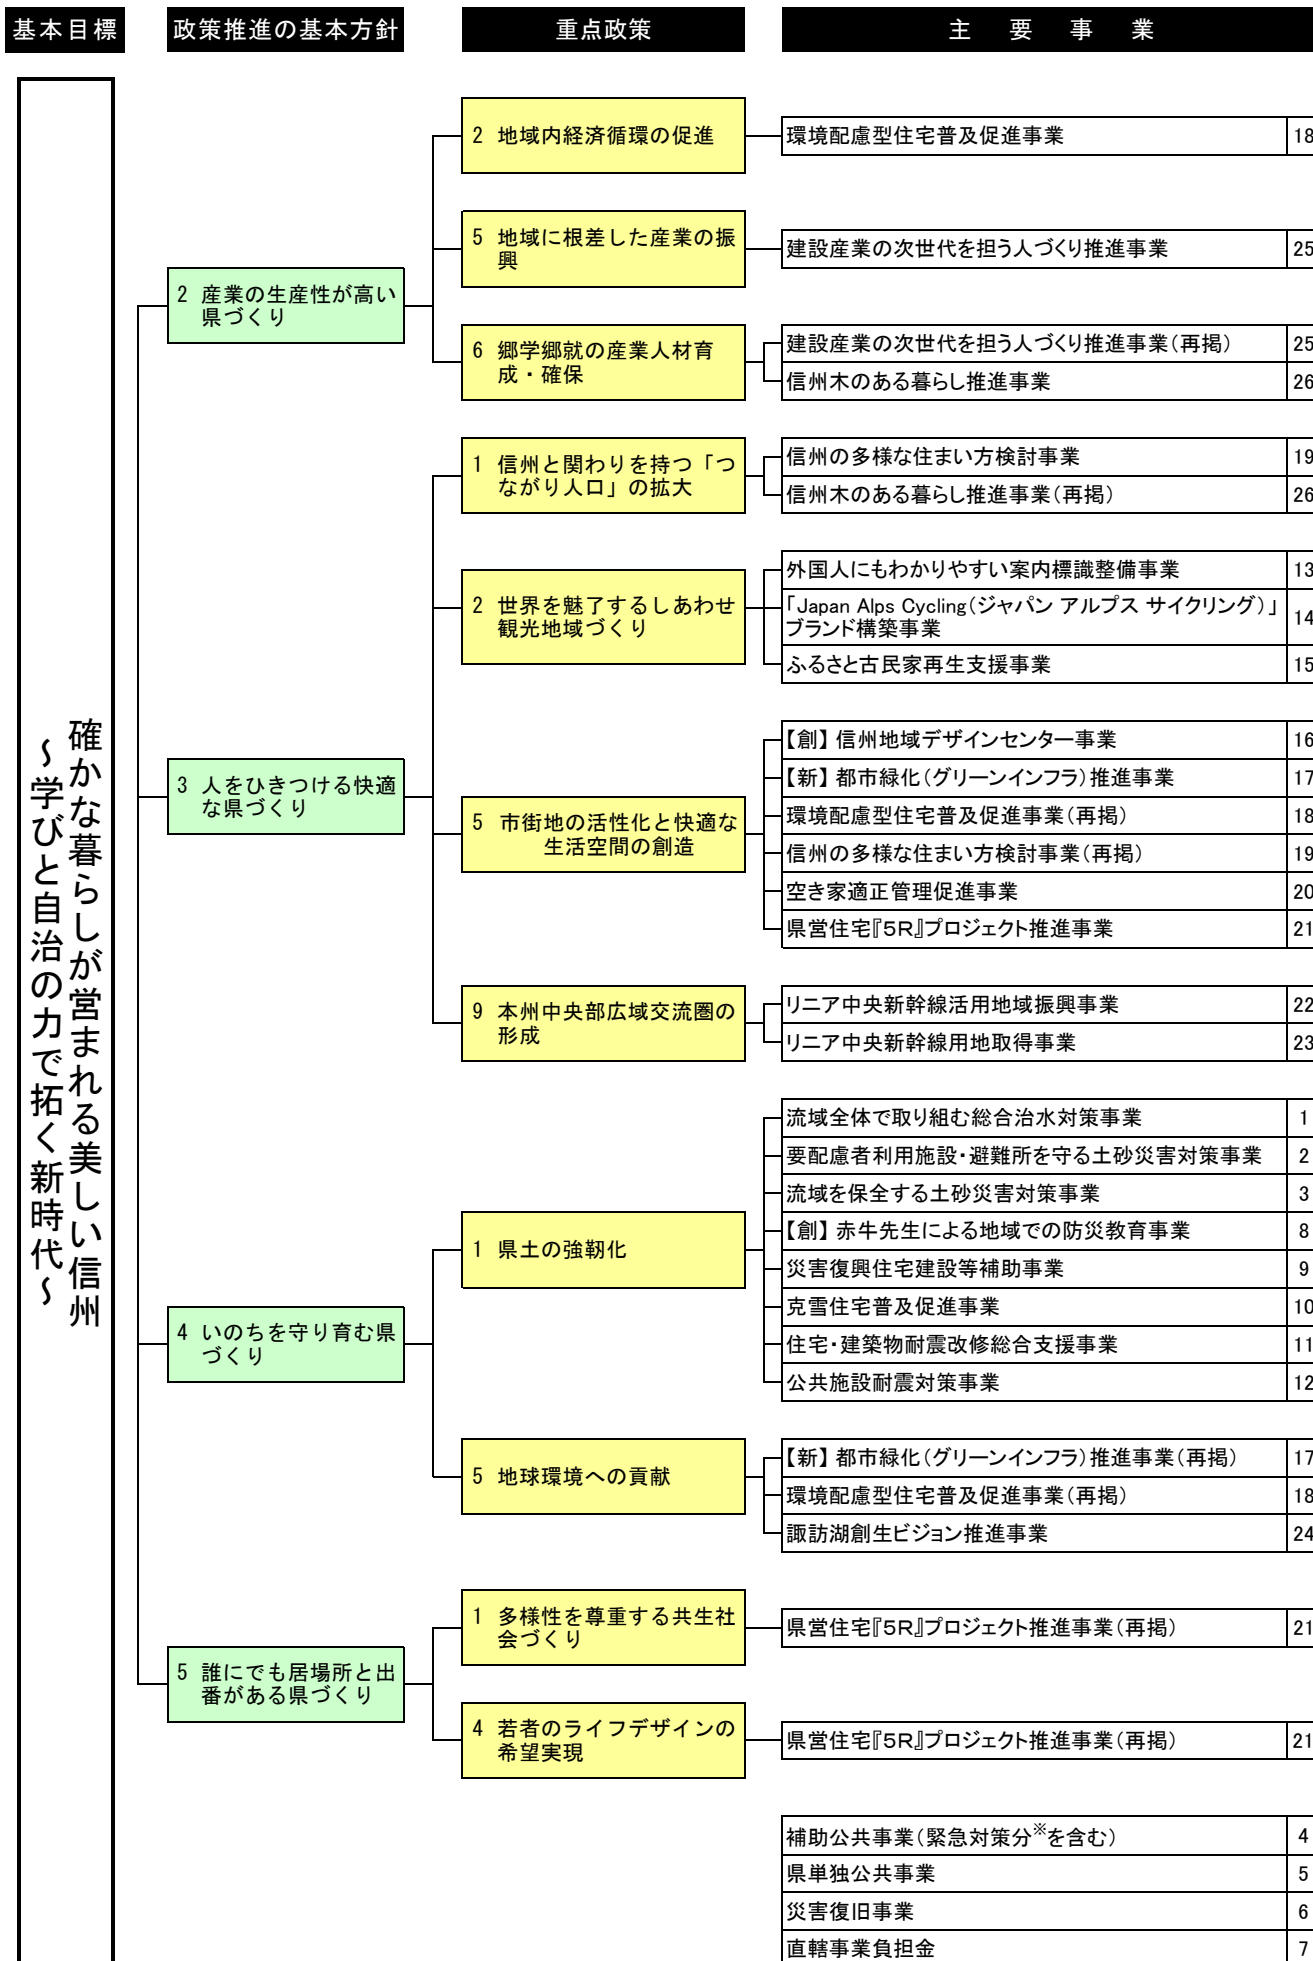 基本目標
政策推進の基本方針
重点政策
主 要 事 業
確かな暮らしが営まれる美しい信州
～学びと自治の力で拓く新時代～
2 産業の生産性が高い
県づくり
2 地域内経済循環の促進
環境配慮型住宅普及促進事業 18
5 地域に根差した産業の振
興
建設産業の次世代を担う人づくり推進事業 25
6 郷学郷就の産業人材育
成・確保
建設産業の次世代を担う人づくり推進事業（再掲） 25
信州木のある暮らし推進事業 26
3 人をひきつける快適
な県づくり
1 信州と関わりを持つ「つ
ながり人口」の拡大
信州の多様な住まい方検討事業 19
信州木のある暮らし推進事業（再掲） 26
2 世界を魅了するしあわせ
観光地域づくり
外国人にもわかりやすい案内標識整備事業 13
「Japan Alps Cycling（ジャパン アルプス サイクリング）」
ブランド構築事業 14
ふるさと古民家再生支援事業 15
5 市街地の活性化と快適な
生活空間の創造
【創】信州地域デザインセンター事業 16
【新】都市緑化（グリーンインフラ）推進事業 17
環境配慮型住宅普及促進事業（再掲） 18
信州の多様な住まい方検討事業（再掲） 19
空き家適正管理促進事業 20
県営住宅『5R』プロジェクト推進事業 21
9 本州中央部広域交流圏の
形成
リニア中央新幹線活用地域振興事業 22
リニア中央新幹線用地取得事業 23
4 いのちを守り育む県
づくり
1 県土の強靭化
流域全体で取り組む総合治水対策事業 1
要配慮者利用施設・避難所を守る土砂災害対策事業 2
流域を保全する土砂災害対策事業 3
【創】赤牛先生による地域での防災教育事業 8
災害復興住宅建設等補助事業 9
克雪住宅普及促進事業 10
住宅・建築物耐震改修総合支援事業 11
公共施設耐震対策事業 12
5 地球環境への貢献
【新】都市緑化（グリーンインフラ）推進事業（再掲） 17
環境配慮型住宅普及促進事業（再掲） 18
諏訪湖創生ビジョン推進事業 24
5 誰にでも居場所と出
番がある県づくり
1 多様性を尊重する共生社
会づくり
県営住宅『5R』プロジェクト推進事業（再掲） 21
4 若者のライフデザインの
希望実現
県営住宅『5R』プロジェクト推進事業（再掲） 21
補助公共事業（緊急対策分※を含む） 4
県単独公共事業 5
災害復旧事業 6
直轄事業負担金 7